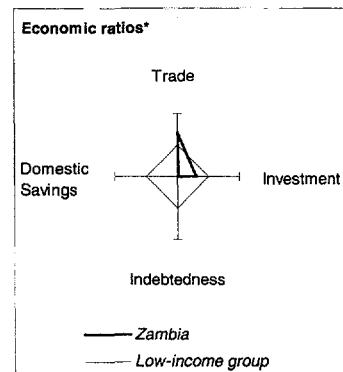 Economic ratios*
Trade
Domestic
Savings
Investment
Indebtedness
Zambia
Low-income group